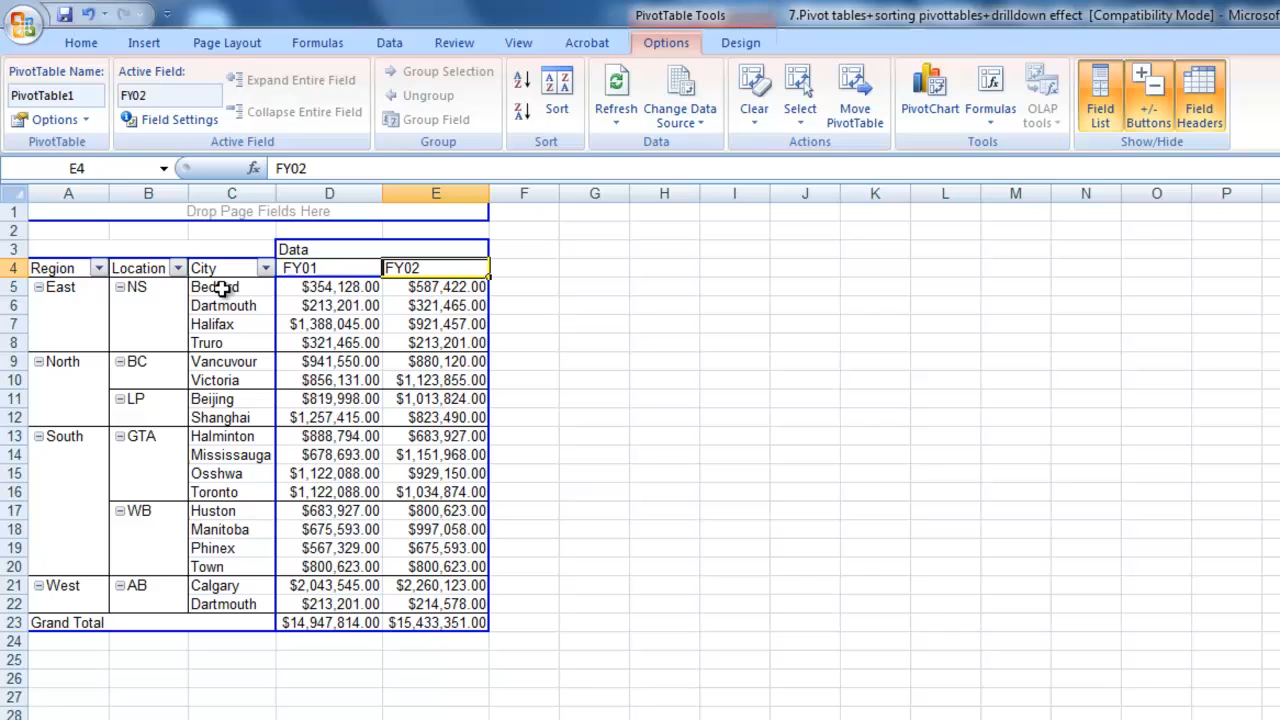 PivotTable Tools
7.Pivot tables+sorting pivottables+drilldown effect [Compatibility Mode] - Microsof
Home Insert Page Layout Formulas Data Review View Acrobat Options Design
PivotTable Name: Active Field:
PivotTable1 FY02
Options Field Settings
Expand Entire Field
Collapse Entire Field
Group Selection
Ungroup
Group Field
Sort
Refresh Change Data Source
Clear Select Move PivotTable
PivotChart Formulas OLAP tools
Field List +/- Buttons Field Headers
PivotTable Active Field Group Sort Data Actions Tools Show/Hide
E4 fx FY02
A B C D E F G H I J K L M N O P
1 Drop Page Fields Here
2
3 Data
4 Region Location City FY01 FY02
5 East NS Bedford $354,128.00 $587,422.00
6 Dartmouth $213,201.00 $321,465.00
7 Halifax $1,388,045.00 $921,457.00
8 Truro $321,465.00 $213,201.00
9 North BC Vancuvour $941,550.00 $880,120.00
10 Victoria $856,131.00 $1,123,855.00
11 LP Beijing $819,998.00 $1,013,824.00
12 Shanghai $1,257,415.00 $823,490.00
13 South GTA Halminton $888,794.00 $683,927.00
14 Mississauga $678,693.00 $1,151,968.00
15 Osshwa $1,122,088.00 $929,150.00
16 Toronto $1,122,088.00 $1,034,874.00
17 WB Huston $683,927.00 $800,623.00
18 Manitoba $675,593.00 $997,058.00
19 Phinex $567,329.00 $675,593.00
20 Town $800,623.00 $800,623.00
21 West AB Calgary $2,043,545.00 $2,260,123.00
22 Dartmouth $213,201.00 $214,578.00
23 Grand Total $14,947,814.00 $15,433,351.00
24
25
26
27
28